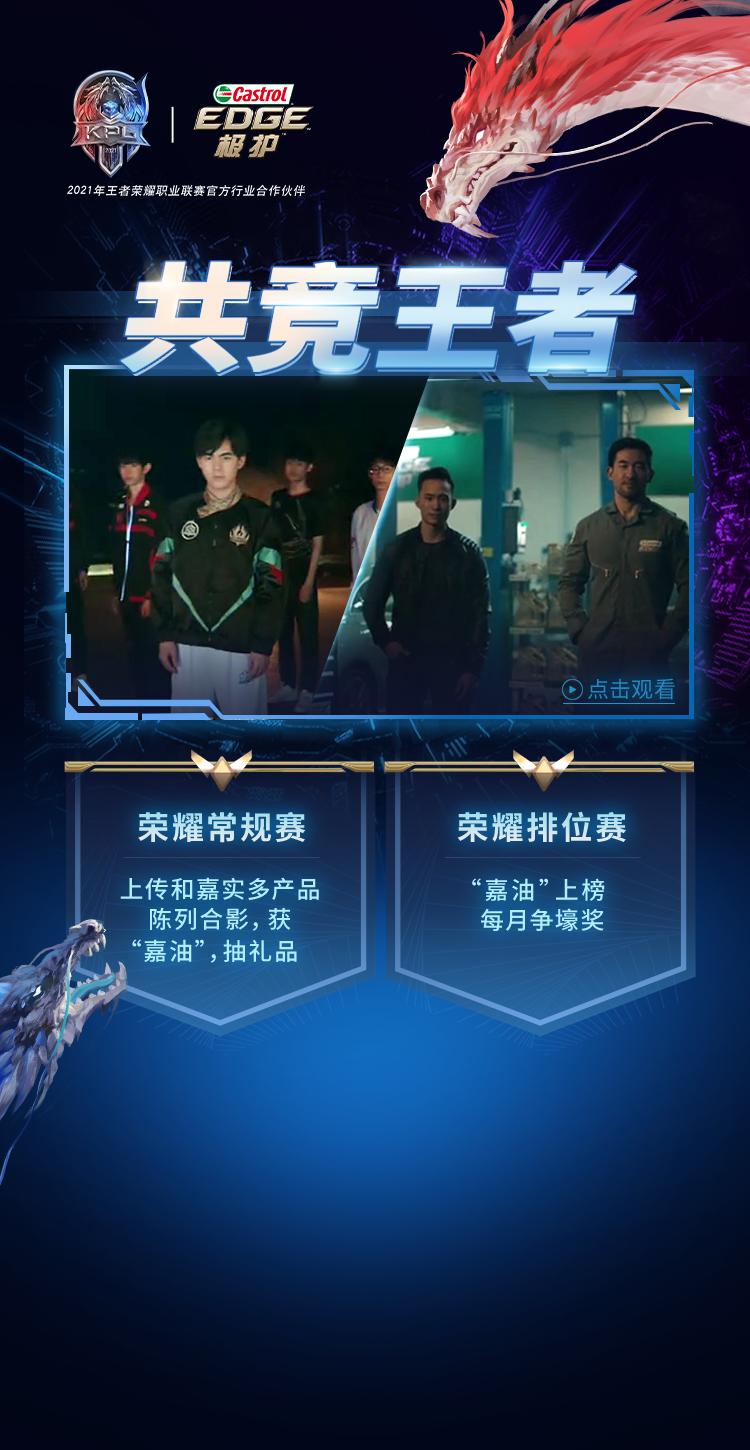 KPL
2021
Castrol
EDGE
极护
2021年王者荣耀职业联赛官方行业合作伙伴
共竞王者
点击观看
荣耀常规赛
上传和嘉实多产品
陈列合影,获
“嘉油”,抽礼品
荣耀排位赛
“嘉油”上榜
每月争壕奖